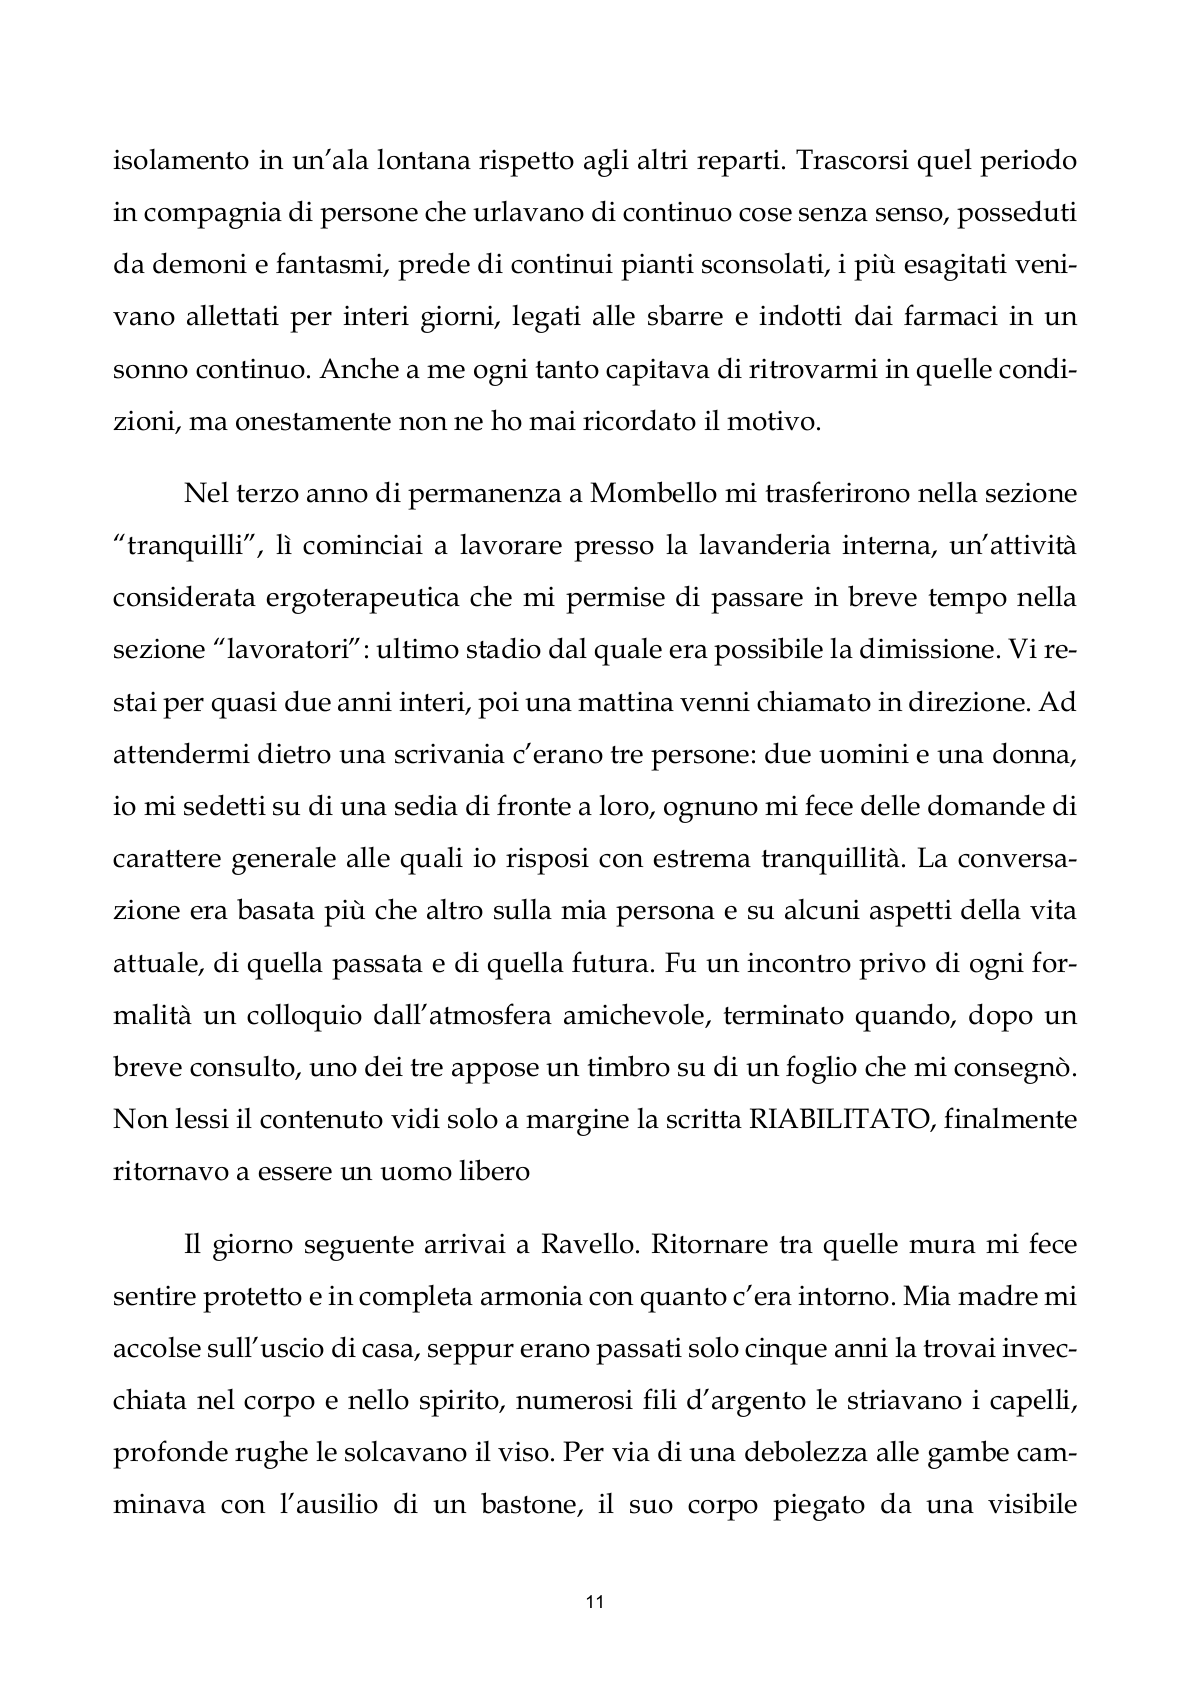 isolamento in un’ala lontana rispetto agli altri reparti. Trascorsi quel periodo
in compagnia di persone che urlavano di continuo cose senza senso, posseduti
da demoni e fantasmi, prede di continui pianti sconsolati, i più esagitati veni-
vano allettati per interi giorni, legati alle sbarre e indotti dai farmaci in un
sonno continuo. Anche a me ogni tanto capitava di ritrovarmi in quelle condi-
zioni, ma onestamente non ne ho mai ricordato il motivo.
Nel terzo anno di permanenza a Mombello mi trasferirono nella sezione
“tranquilli”, lì cominciai a lavorare presso la lavanderia interna, un’attività
considerata ergoterapeutica che mi permise di passare in breve tempo nella
sezione “lavoratori”: ultimo stadio dal quale era possibile la dimissione. Vi re-
stai per quasi due anni interi, poi una mattina venni chiamato in direzione. Ad
attendermi dietro una scrivania c’erano tre persone: due uomini e una donna,
io mi sedetti su di una sedia di fronte a loro, ognuno mi fece delle domande di
carattere generale alle quali io risposi con estrema tranquillità. La conversa-
zione era basata più che altro sulla mia persona e su alcuni aspetti della vita
attuale, di quella passata e di quella futura. Fu un incontro privo di ogni for-
malità un colloquio dall’atmosfera amichevole, terminato quando, dopo un
breve consulto, uno dei tre appose un timbro su di un foglio che mi consegnò.
Non lessi il contenuto vidi solo a margine la scritta RIABILITATO, finalmente
ritornavo a essere un uomo libero
Il giorno seguente arrivai a Ravello. Ritornare tra quelle mura mi fece
sentire protetto e in completa armonia con quanto c’era intorno. Mia madre mi
accolse sull’uscio di casa, seppur erano passati solo cinque anni la trovai invec-
chiata nel corpo e nello spirito, numerosi fili d’argento le striavano i capelli,
profonde rughe le solcavano il viso. Per via di una debolezza alle gambe cam-
minava con l’ausilio di un bastone, il suo corpo piegato da una visibile
11